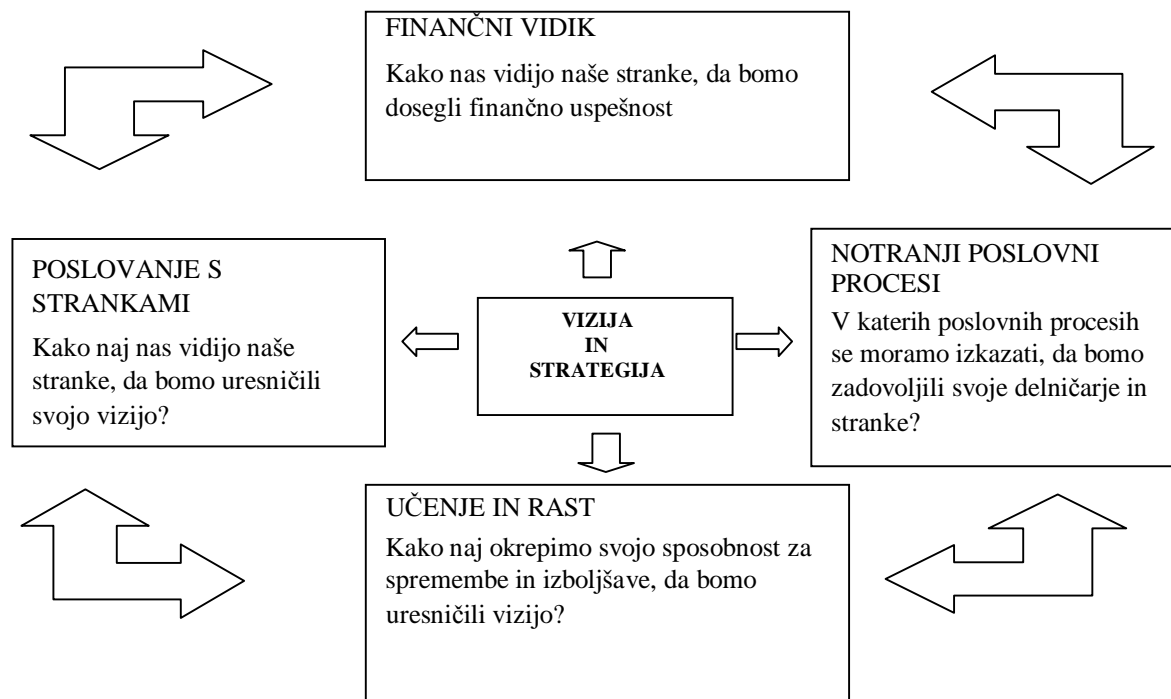 FINANČNI VIDIK
Kako nas vidijo naše stranke, da bomo
dosegli finančno uspešnost
POSLOVANJE S
STRANKAMI
Kako naj nas vidijo naše
stranke, da bomo uresničili
svojo vizijo?
VIZIJA
IN
STRATEGIJA
NOTRANJI POSLOVNI
PROCESI
V katerih poslovnih procesih
se moramo izkazati, da bomo
zadovoljili svoje delničarje in
stranke?
UČENJE IN RAST
Kako naj okrepimo svojo sposobnost za
spremembe in izboljšave, da bomo
uresničili vizijo?